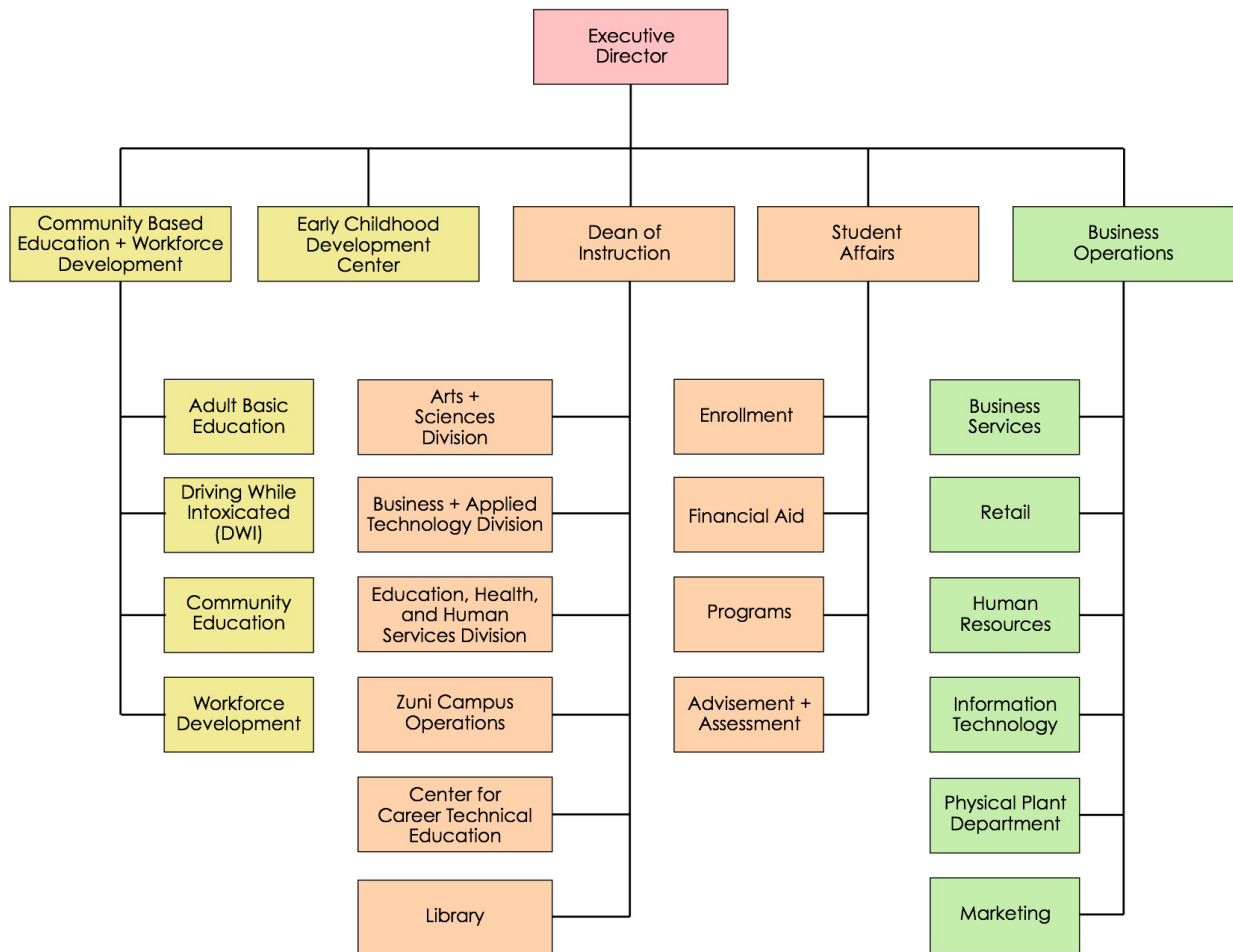 Executive
Director
Community Based
Education + Workforce
Development
Early Childhood
Development
Center
Dean of
Instruction
Student
Affairs
Business
Operations
Adult Basic
Education
Driving While
Intoxicated
(DWI)
Community
Education
Workforce
Development
Arts +
Sciences
Division
Business + Applied
Technology Division
Education, Health,
and Human
Services Division
Zuni Campus
Operations
Center for
Career Technical
Education
Library
Enrollment
Financial Aid
Programs
Advisement +
Assessment
Business
Services
Retail
Human
Resources
Information
Technology
Physical Plant
Department
Marketing